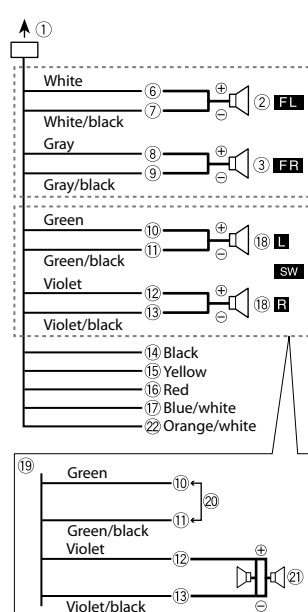 ①
White
⑥ ⊕
⑦ ② FL
White/black ⊖
Gray
⑧ ⊕
⑨ ③ FR
Gray/black ⊖
Green
⑩ ⊕
⑪ ⑱ L
Green/black ⊖
SW
Violet
⑫ ⊕
⑬ ⑱ R
Violet/black ⊖
⑭ Black
⑮ Yellow
⑯ Red
⑰ Blue/white
㉒ Orange/white
⑲
Green
⑩
⑳
⑪
Green/black
Violet
⑫ ⊕
㉑
⑬
Violet/black ⊖